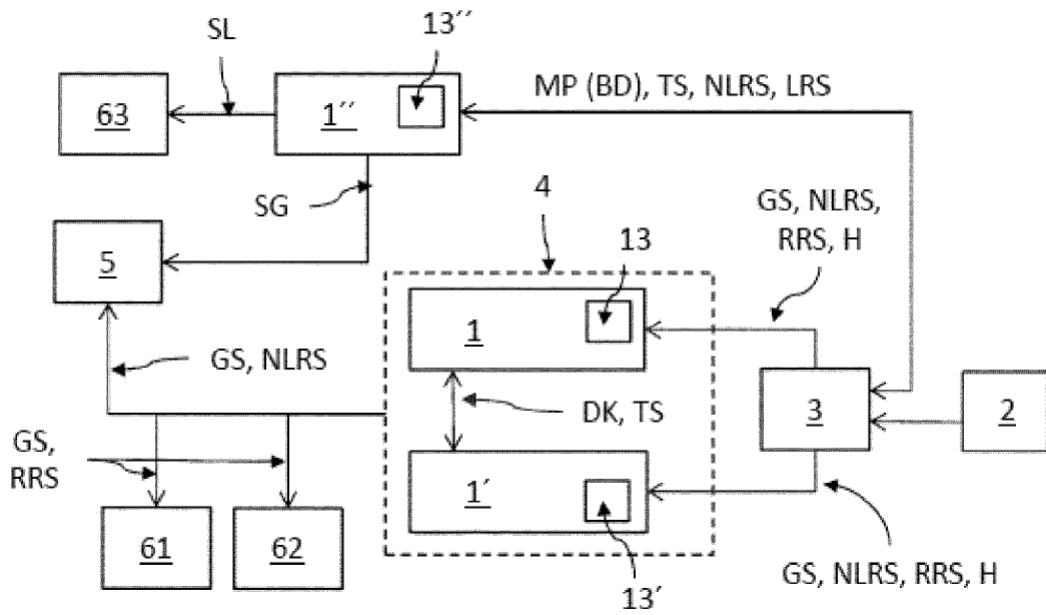 SL
13´´
63
1´´
MP (BD), TS, NLRS, LRS
SG
4
GS, NLRS,
RRS, H
5
13
1
GS, NLRS
DK, TS
3
2
GS,
RRS
1´
61
62
13´
GS, NLRS, RRS, H